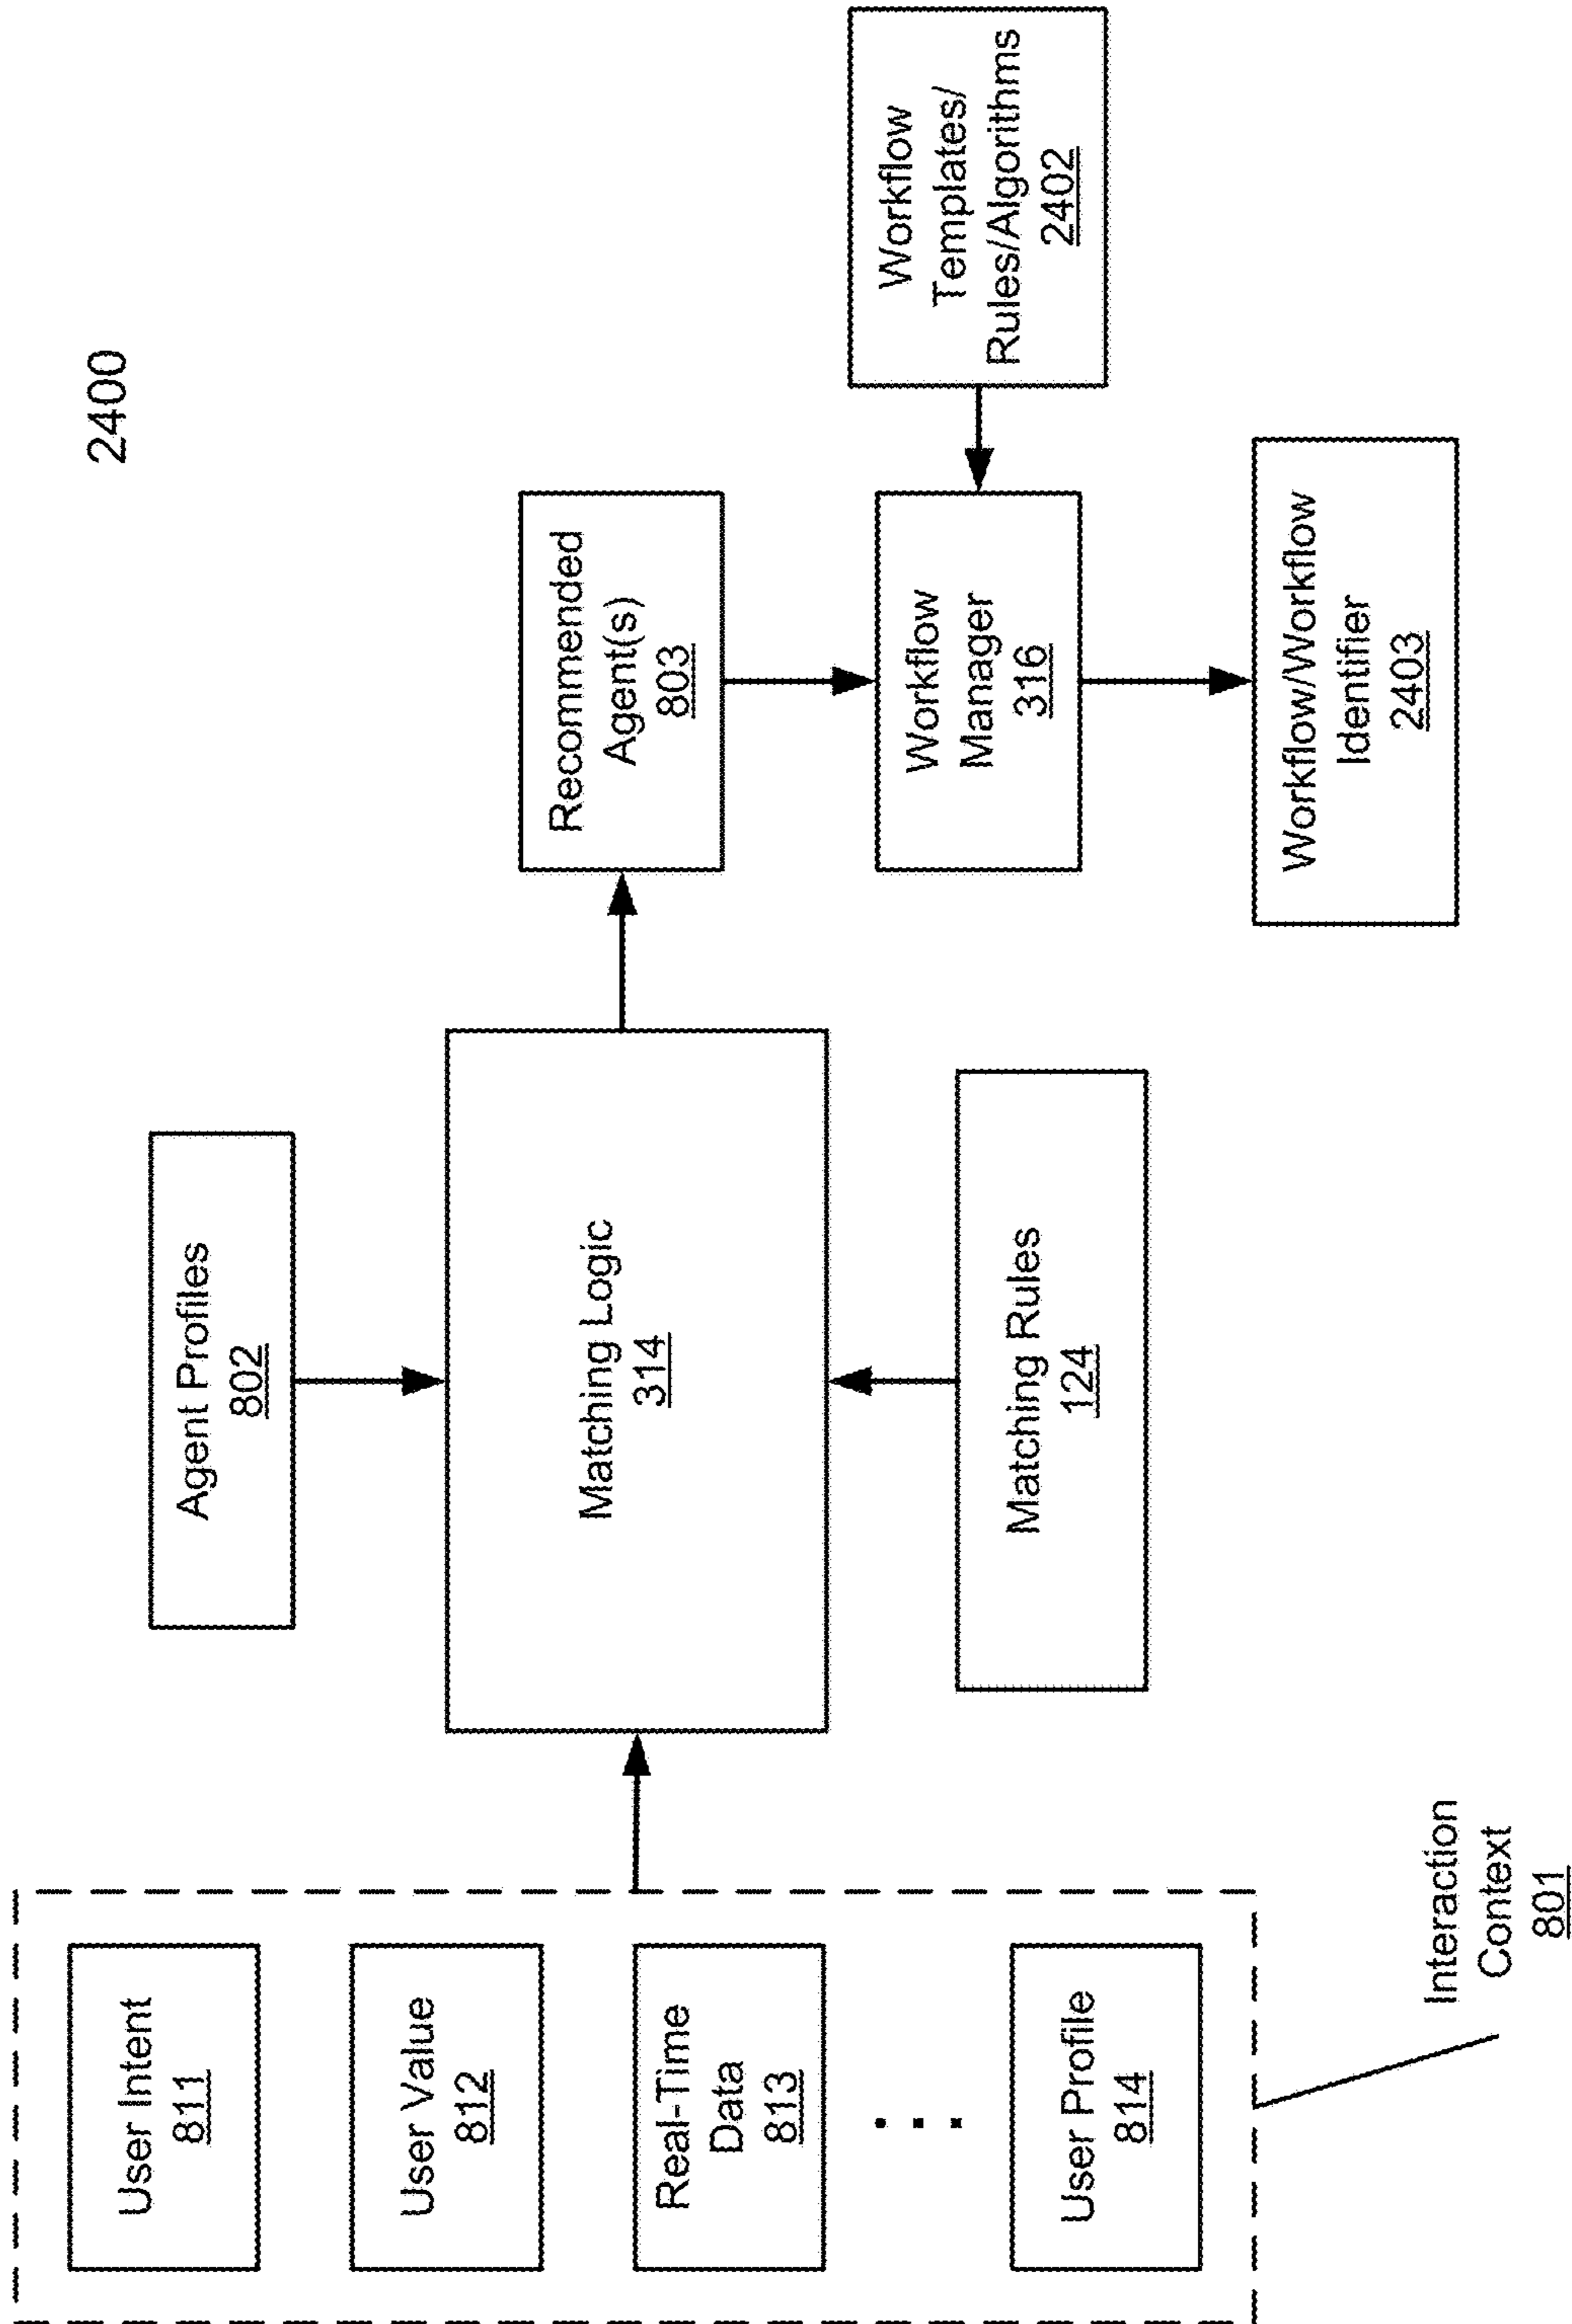 2400
User Intent
811
User Value
812
Real-Time
Data
813
User Profile
814
Interaction
Context
801
Agent Profiles
802
Matching Logic
314
Matching Rules
124
Recommended
Agent(s)
803
Workflow
Manager
316
Workflow
Templates/
Rules/Algorithms
2402
Workflow/Workflow
Identifier
2403